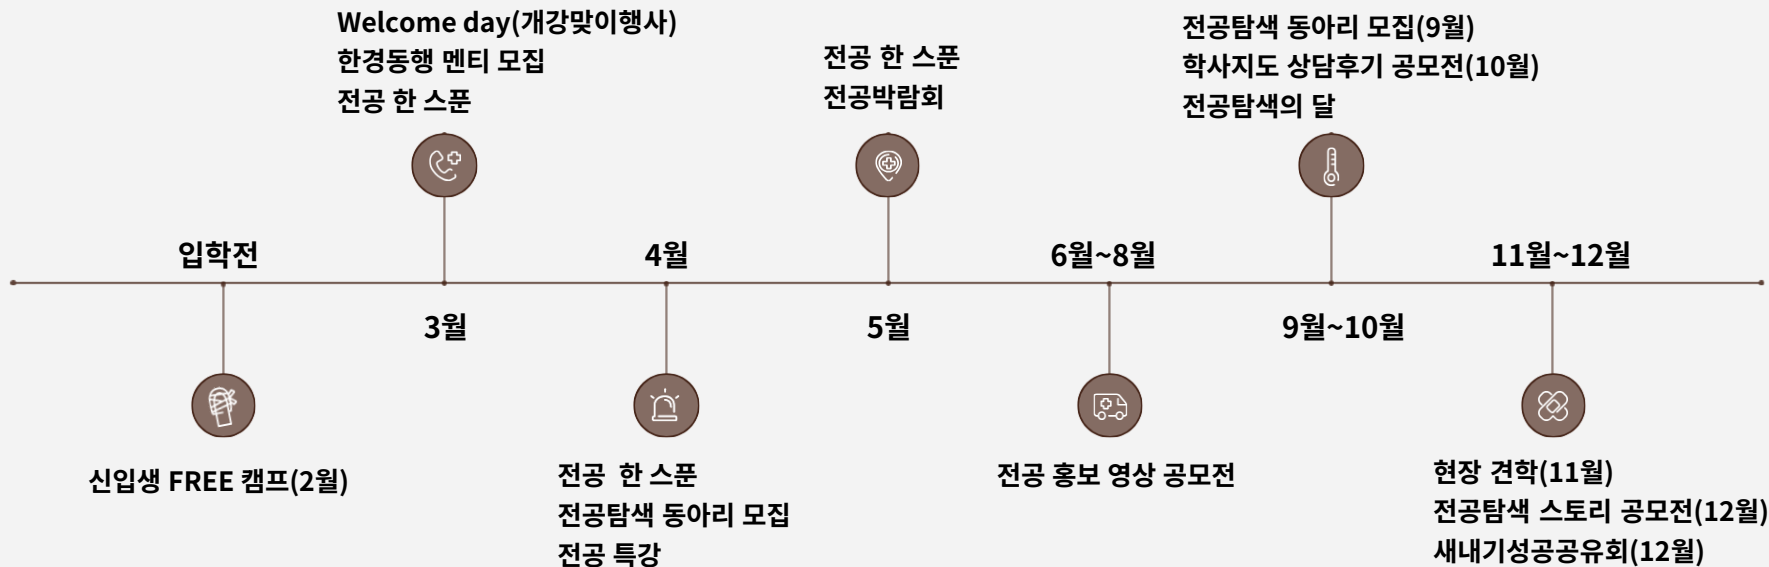 Welcome day(개강맞이행사)
한경동행 멘티 모집
전공 한 스푼
전공 한 스푼
전공박람회
전공탐색 동아리 모집(9월)
학사지도 상담후기 공모전(10월)
전공탐색의 달
입학전
4월
6월~8월
11월~12월
3월
5월
9월~10월
신입생 FREE 캠프(2월)
전공 한 스푼
전공탐색 동아리 모집
전공 특강
전공 홍보 영상 공모전
현장 견학(11월)
전공탐색 스토리 공모전(12월)
새내기성공공유회(12월)